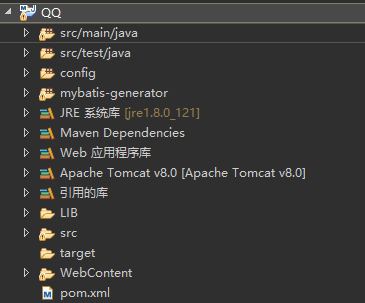 QQ
src/main/java
src/test/java
config
mybatis-generator
JRE 系统库 [jre1.8.0_121]
Maven Dependencies
Web 应用程序库
Apache Tomcat v8.0 [Apache Tomcat v8.0]
引用的库
LIB
src
target
WebContent
pom.xml